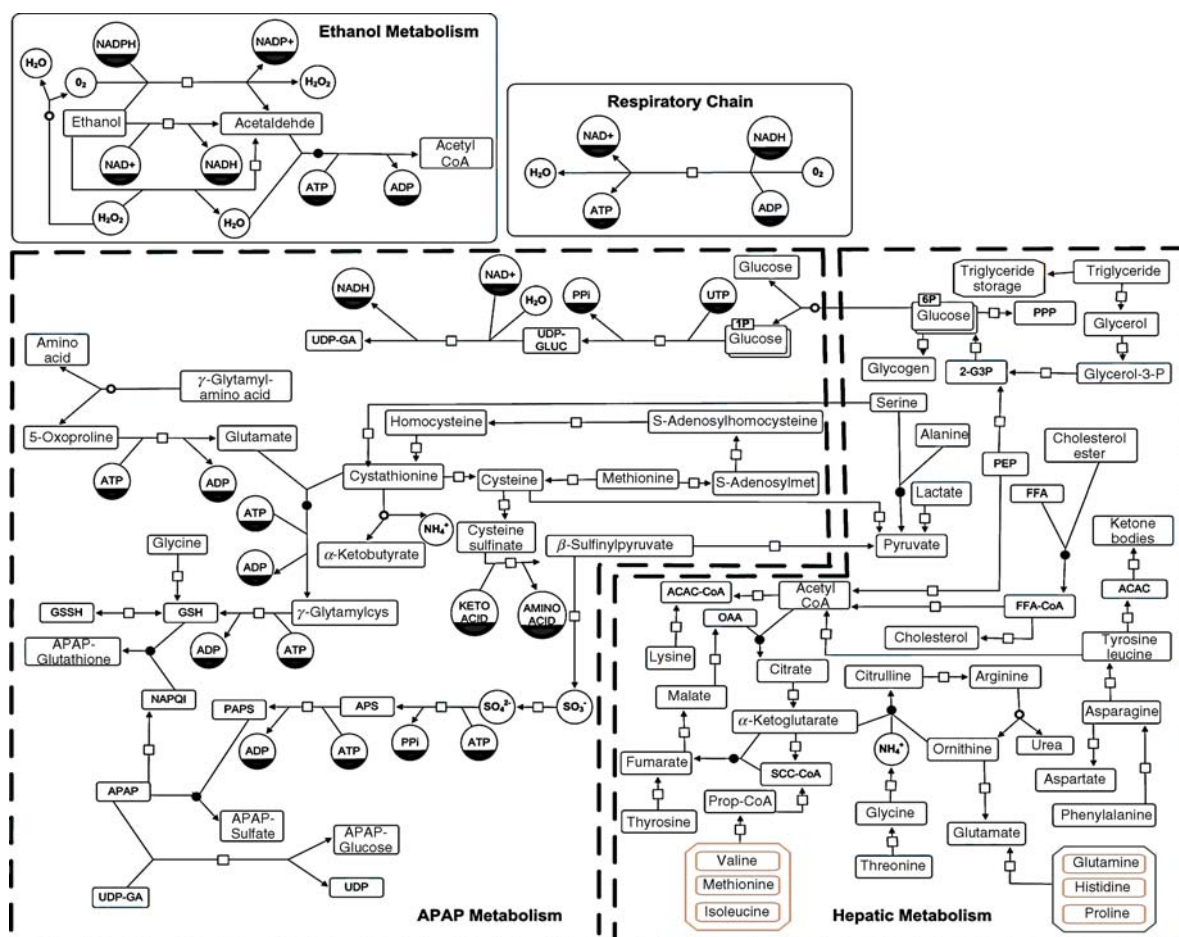 Ethanol Metabolism
NADPH
NADP+
H₂O
0₂
H₂O₂
Ethanol
Acetaldehde
NAD+
NADH
Acetyl
CoA
ATP
ADP
H₂O₂
H₂O
Respiratory Chain
NAD+
NADH
H₂O
0₂
ATP
ADP
NADH
NAD+
H₂O
PPi
UTP
Glucose
UDP-GA
UDP-
GLUC
1P
Glucose
Triglyceride
storage
Triglyceride
6P
Glucose
PPP
Glycerol
Glycogen
2-G3P
Glycerol-3-P
Amino
acid
γ-Glytamyl-
amino acid
5-Oxoproline
Glutamate
ATP
ADP
Homocysteine
S-Adenosylhomocysteine
Serine
Alanine
Cholesterol
ester
Cystathionine
Cysteine
Methionine
S-Adenosylmet
PEP
FFA
Lactate
ATP
ADP
α-Ketobutyrate
NH₄⁺
Cysteine
sulfinate
β-Sulfinylpyruvate
Pyruvate
Ketone
bodies
Glycine
GSSH
GSH
γ-Glytamylcys
KETO
ACID
AMINO
ACID
ACAC-CoA
Acetyl
CoA
FFA-CoA
ACAC
OAA
Cholesterol
Tyrosine
leucine
APAP-
Glutathione
ADP
ATP
Lysine
Citrate
Citrulline
Arginine
NAPQI
PAPS
APS
SO₄²⁻
SO₃⁻
Malate
α-Ketoglutarate
Asparagine
ADP
ATP
PPi
ATP
NH₄⁺
Ornithine
Urea
Fumarate
SCC-CoA
Aspartate
APAP
Prop-CoA
Glycine
Thyrosine
Glutamate
Phenylalanine
APAP-
Sulfate
APAP-
Glucose
Threonine
Valine
Methionine
Isoleucine
Glutamine
Histidine
Proline
UDP-GA
UDP
APAP Metabolism
Hepatic Metabolism